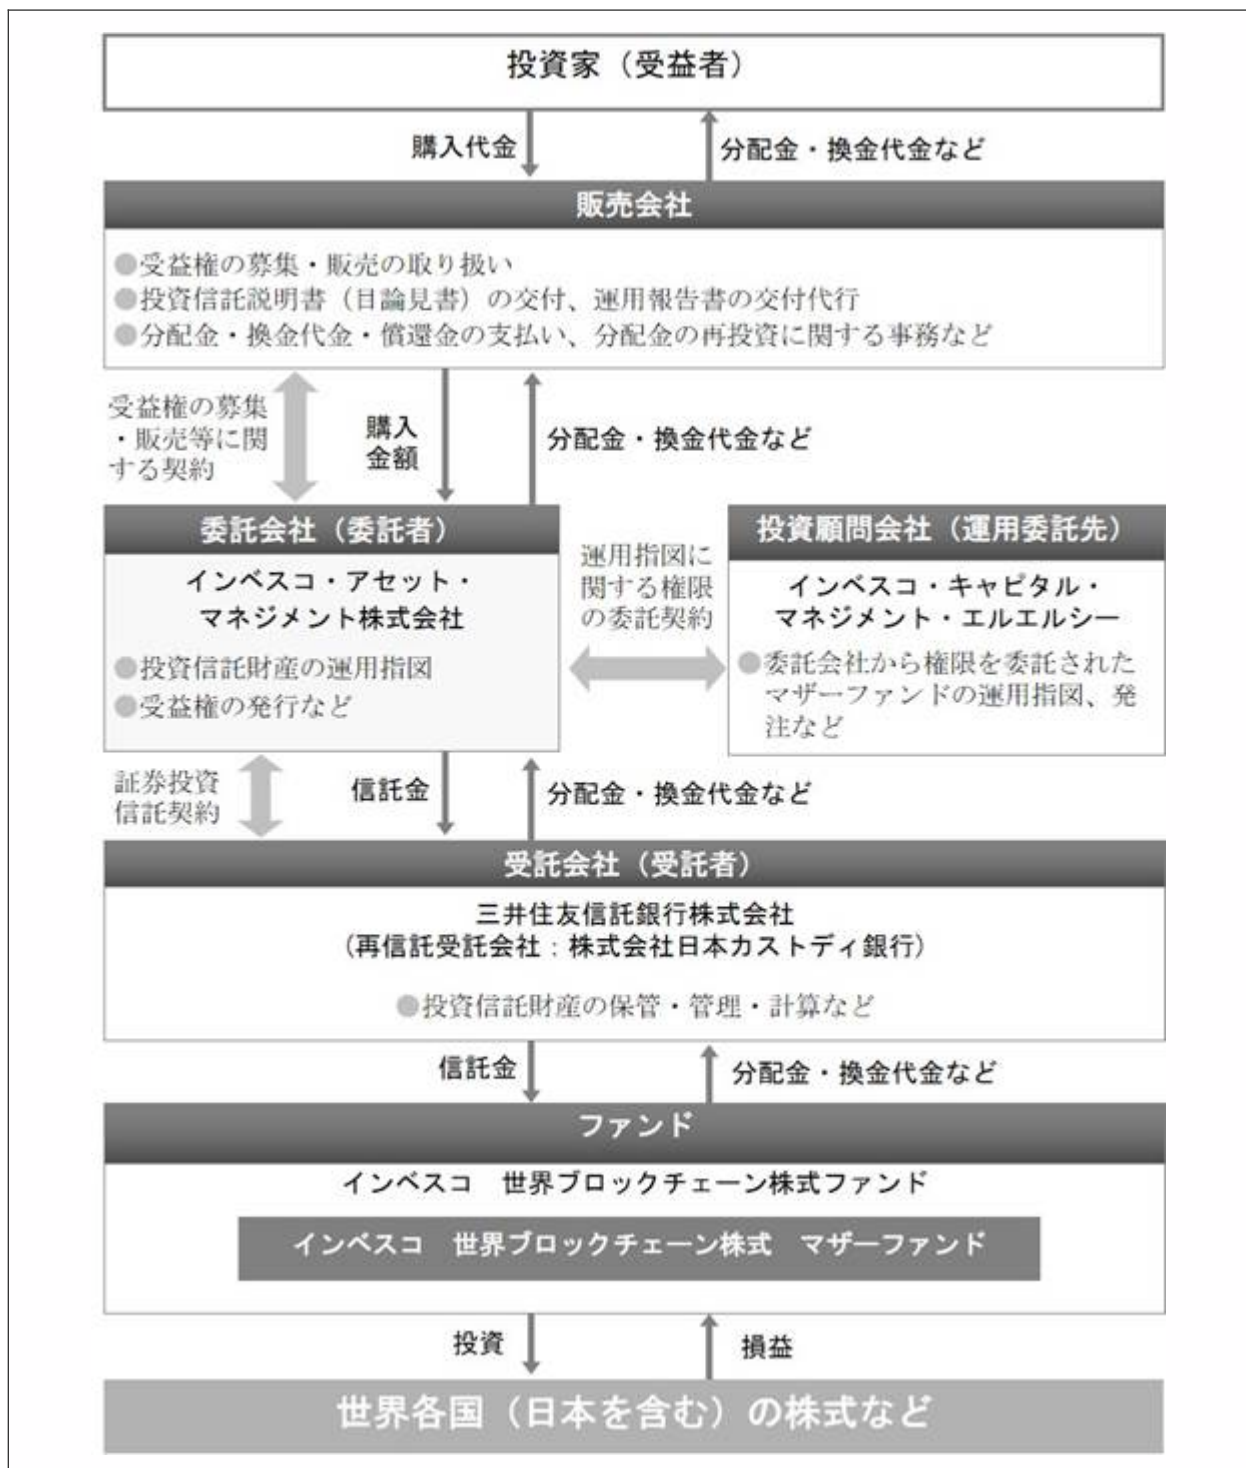 投資家（受益者）
購入代金
分配金・換金代金など
販売会社
●受益権の募集・販売の取り扱い
●投資信託説明書（目論見書）の交付、運用報告書の交付代行
●分配金・換金代金・償還金の支払い、分配金の再投資に関する事務など
受益権の募集
・販売等に関
する契約
購入
金額
分配金・換金代金など
委託会社（委託者）
インベスコ・アセット・
マネジメント株式会社
●投資信託財産の運用指図
●受益権の発行など
運用指図に
関する権限
の委託契約
投資顧問会社（運用委託先）
インベスコ・キャピタル・
マネジメント・エルエルシー
●委託会社から権限を委託された
マザーファンドの運用指図、発
注など
証券投資
信託契約
信託金
分配金・換金代金など
受託会社（受託者）
三井住友信託銀行株式会社
（再信託受託会社：株式会社日本カストディ銀行）
●投資信託財産の保管・管理・計算など
信託金
分配金・換金代金など
ファンド
インベスコ　世界ブロックチェーン株式ファンド
インベスコ　世界ブロックチェーン株式　マザーファンド
投資
損益
世界各国（日本を含む）の株式など